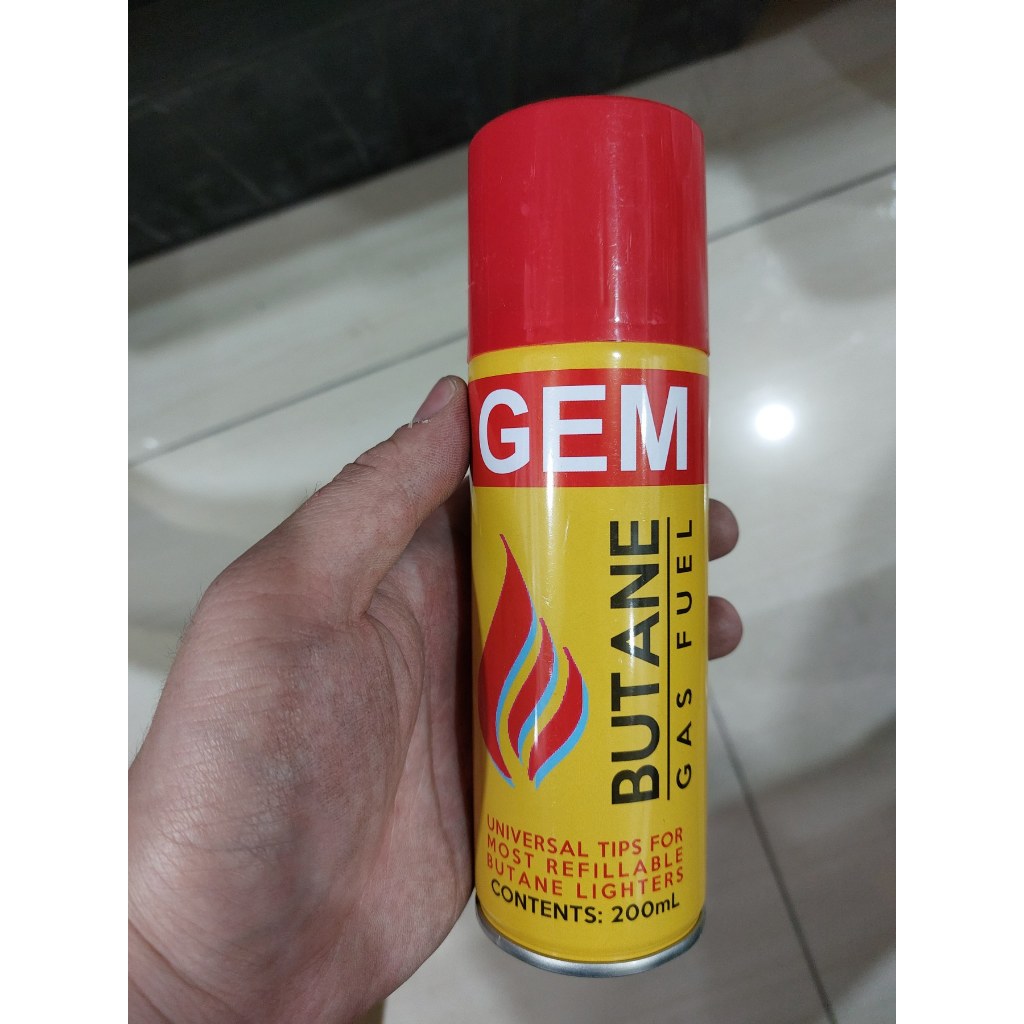 GEM
BUTANE
GAS FUEL
UNIVERSAL TIPS FOR
MOST REFILLABLE
BUTANE LIGHTERS
CONTENTS: 200mL